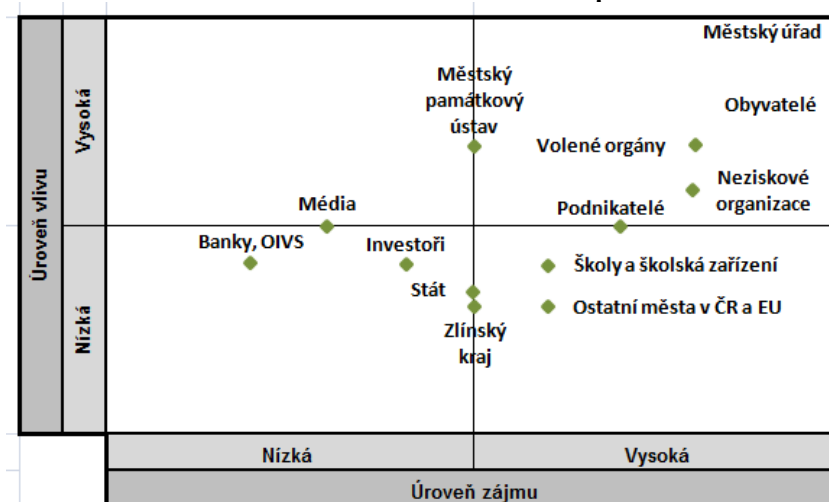 Městský úřad
Městský
památkový
ústav
Obyvatelé
Volené orgány
Neziskové
organizace
Média
Podnikatelé
Banky, OIVS
Investoři
Školy a školská zařízení
Stát
Ostatní města v ČR a EU
Zlínský
kraj
Úroveň vlivu
Vysoká
Nízká
Nízká
Vysoká
Úroveň zájmu